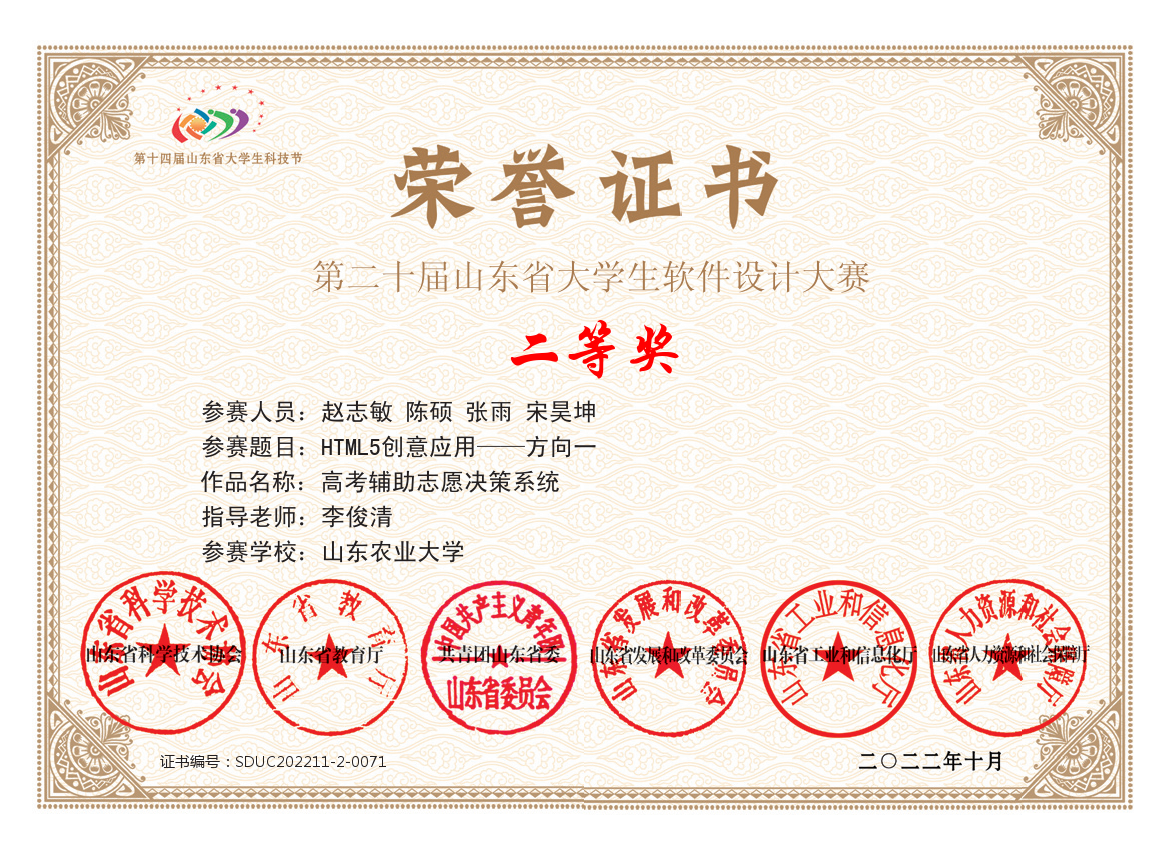 第十四届山东省大学生科技节
荣誉证书
第二十届山东省大学生软件设计大赛
二等奖
参赛人员：赵志敏 陈硕 张雨 宋昊坤
参赛题目：HTML5创意应用——方向一
作品名称：高考辅助志愿决策系统
指导老师：李俊清
参赛学校：山东农业大学
山东省科学技术协会
山东省教育厅
中国共产主义青年团
山东省委员会
山东省发展和改革委员会
山东省工业和信息化厅
山东省人力资源和社会保障厅
山东省科学技术协会 山东省教育厅 共青团山东省委 山东省发展和改革委员会 山东省工业和信息化厅 山东省人力资源和社会保障厅
证书编号：SDUC202211-2-0071
二〇二二年十月